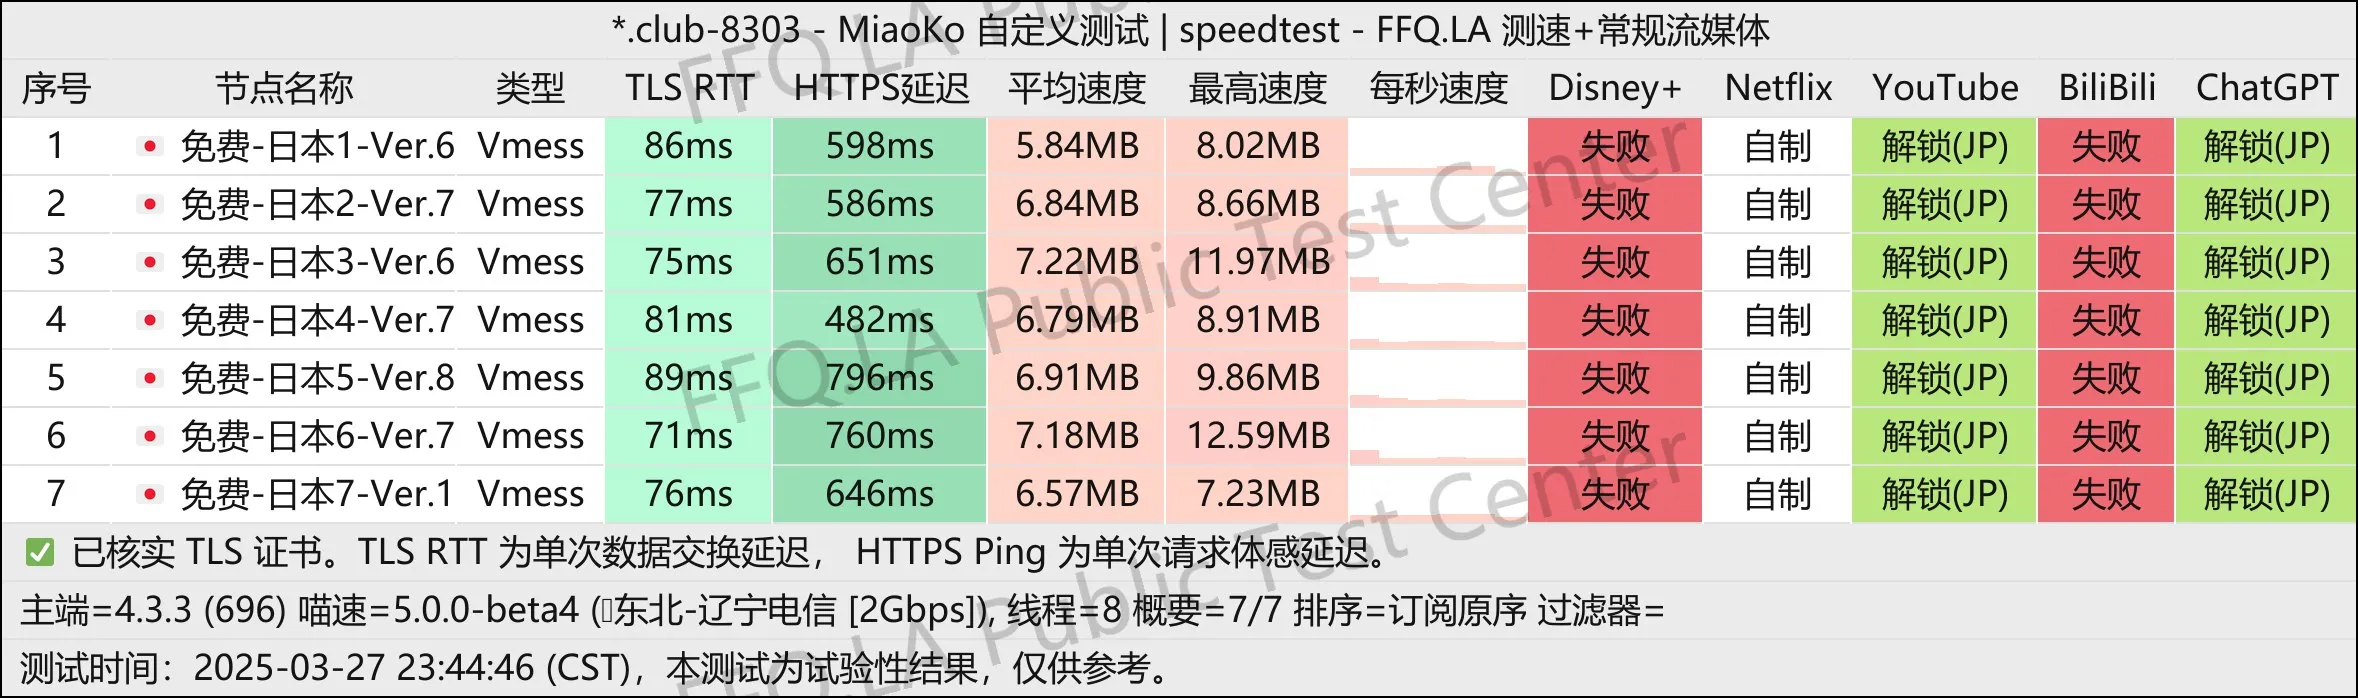 *.club-8303 - MiaoKo 自定义测试 | speedtest - FFQ.LA 测速+常规流媒体
序号 节点名称 类型 TLS RTT HTTPS延迟 平均速度 最高速度 每秒速度 Disney+ Netflix YouTube BiliBili ChatGPT
1 免费-日本1-Ver.6 Vmess 86ms 598ms 5.84MB 8.02MB 失败 自制 解锁(JP) 失败 解锁(JP)
2 免费-日本2-Ver.7 Vmess 77ms 586ms 6.84MB 8.66MB 失败 自制 解锁(JP) 失败 解锁(JP)
3 免费-日本3-Ver.6 Vmess 75ms 651ms 7.22MB 11.97MB 失败 自制 解锁(JP) 失败 解锁(JP)
4 免费-日本4-Ver.7 Vmess 81ms 482ms 6.79MB 8.91MB 失败 自制 解锁(JP) 失败 解锁(JP)
5 免费-日本5-Ver.8 Vmess 89ms 796ms 6.91MB 9.86MB 失败 自制 解锁(JP) 失败 解锁(JP)
6 免费-日本6-Ver.7 Vmess 71ms 760ms 7.18MB 12.59MB 失败 自制 解锁(JP) 失败 解锁(JP)
7 免费-日本7-Ver.1 Vmess 76ms 646ms 6.57MB 7.23MB 失败 自制 解锁(JP) 失败 解锁(JP)
✅ 已核实 TLS 证书。TLS RTT 为单次数据交换延迟， HTTPS Ping 为单次请求体感延迟。
主端=4.3.3 (696) 喵速=5.0.0-beta4 (东北-辽宁电信 [2Gbps]), 线程=8 概要=7/7 排序=订阅原序 过滤器=
测试时间：2025-03-27 23:44:46 (CST)，本测试为试验性结果，仅供参考。
FFQ.LA Public Test Center
FFQ.LA Public Test Center